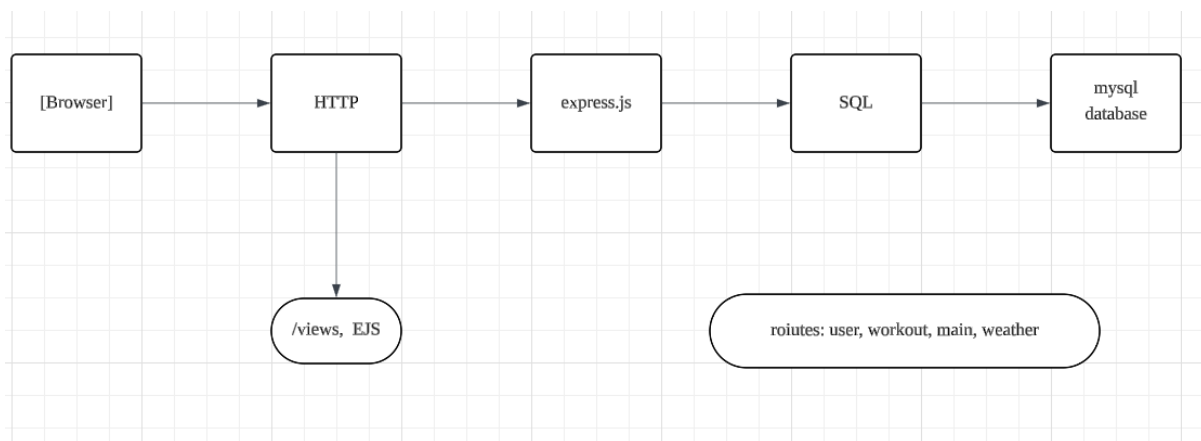 [Browser]
HTTP
express.js
SQL
mysql
database
/views, EJS
roiutes: user, workout, main, weather